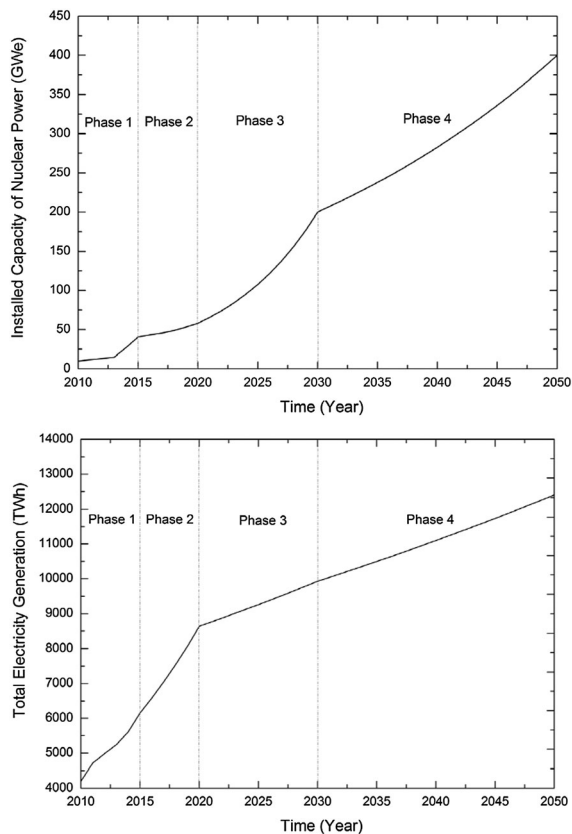 450
400
350
300
250
200
150
100
50
0
Installed Capacity of Nuclear Power (GWe)
Phase 1 Phase 2 Phase 3 Phase 4
2010 2015 2020 2025 2030 2035 2040 2045 2050
Time (Year)
14000
13000
12000
11000
10000
9000
8000
7000
6000
5000
4000
Total Electricity Generation (TWh)
Phase 1 Phase 2 Phase 3 Phase 4
2010 2015 2020 2025 2030 2035 2040 2045 2050
Time (Year)